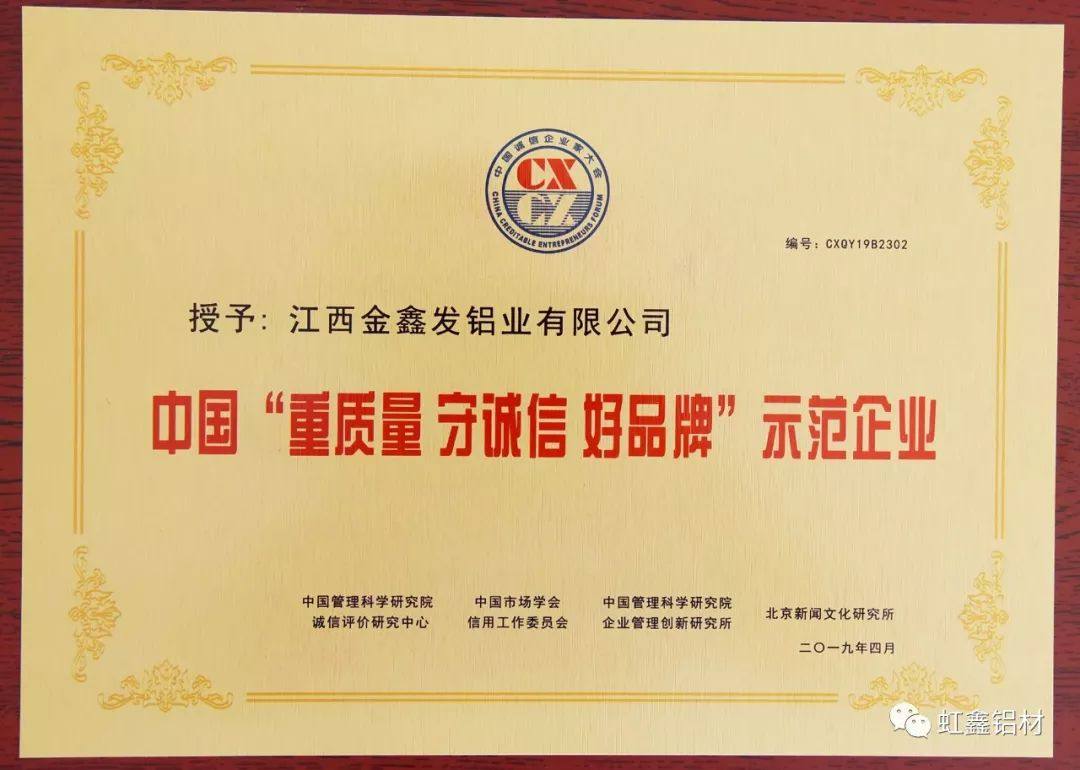 中国诚信企业家大会
CX
CZ
CHINA CREDITABLE ENTREPRENEURS FORUM
编号：CXQY19B2302
授予：江西金鑫发铝业有限公司
中国“重质量 守诚信 好品牌”示范企业
中国管理科学研究院
诚信评价研究中心
中国市场学会
信用工作委员会
中国管理科学研究院
企业管理创新研究所
北京新闻文化研究所
二〇一九年四月
虹鑫铝材